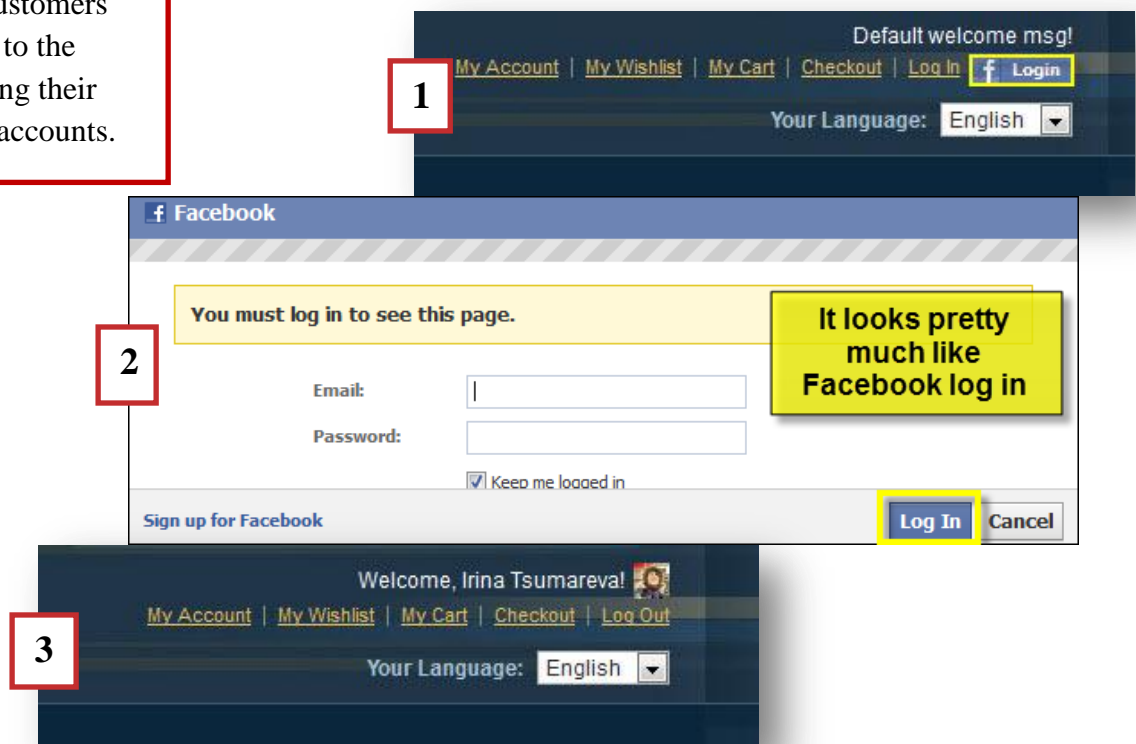 ustomers
to the
ng their
accounts.
1
Default welcome msg!
My Account | My Wishlist | My Cart | Checkout | Log In f Login
Your Language: English
f Facebook
You must log in to see this page.
It looks pretty
much like
Facebook log in
2
Email:
Password:
Keep me logged in
Sign up for Facebook
Log In Cancel
Welcome, Irina Tsumareva!
My Account | My Wishlist | My Cart | Checkout | Log Out
3
Your Language: English